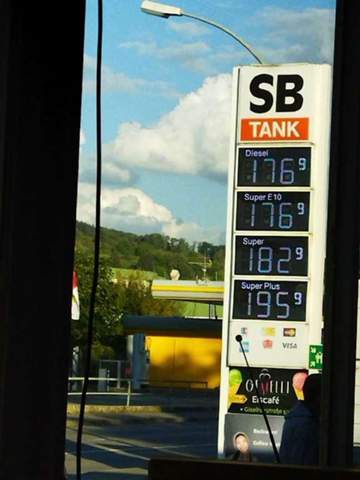 SB
TANK
Diesel
176⁹
Super E10
176⁹
Super
182⁹
Super Plus
195⁹
VISA
Eiscafé